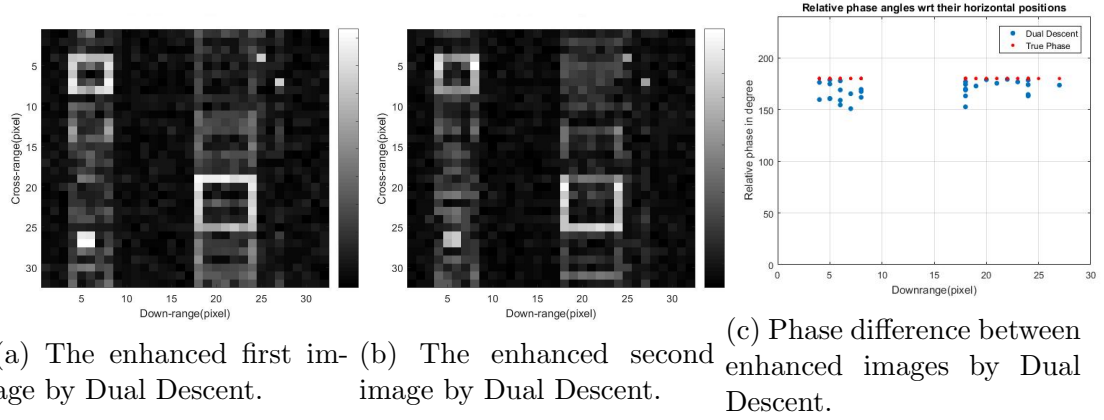 Relative phase angles wrt their horizontal positions
Dual Descent
True Phase
Cross-range(pixel)
5
10
15
20
25
30
5
10
15
20
25
30
Down-range(pixel)
Cross-range(pixel)
5
10
15
20
25
30
5
10
15
20
25
30
Down-range(pixel)
Relative phase in degree
200
150
100
50
0
0
5
10
15
20
25
30
Downrange(pixel)
(a) The enhanced first im-
age by Dual Descent.
(b) The enhanced second
image by Dual Descent.
(c) Phase difference between
enhanced images by Dual
Descent.